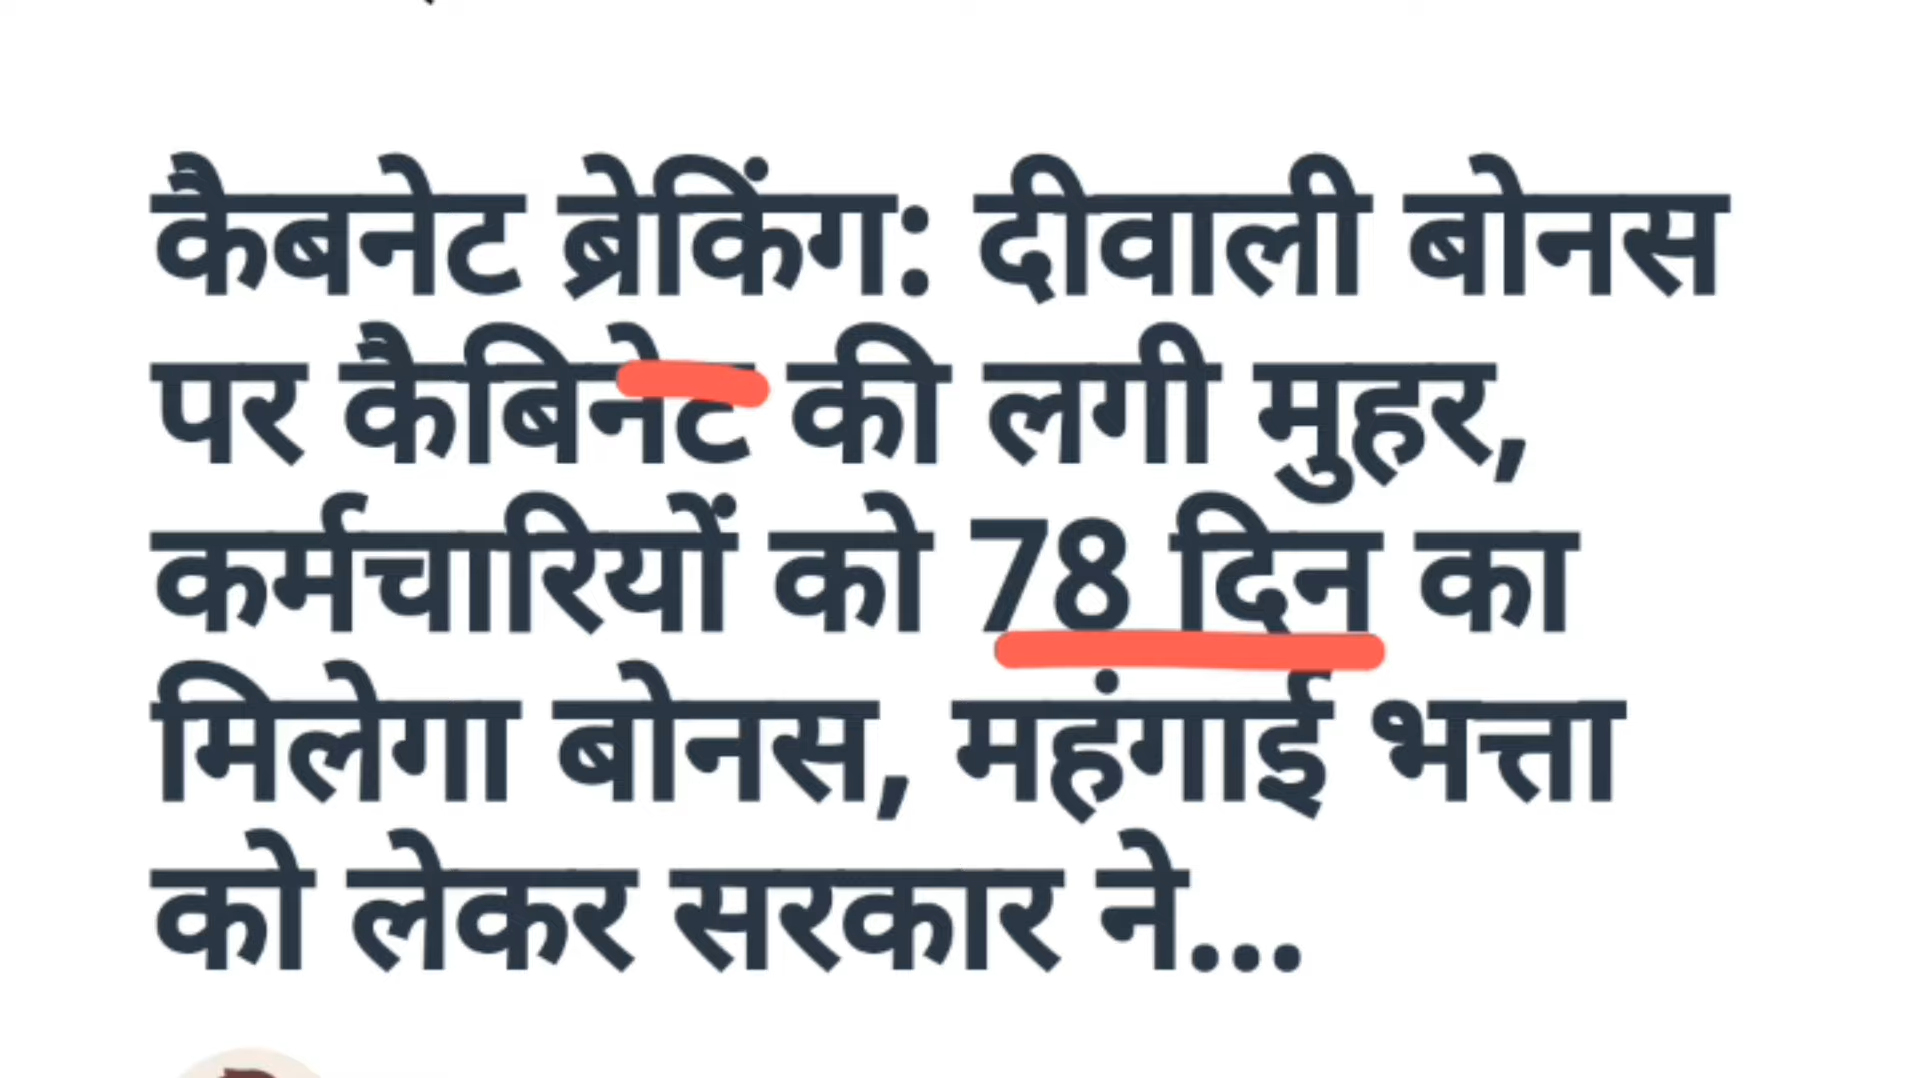 कैबनेट ब्रेकिंग: दीवाली बोनस
पर कैबिनेट की लगी मुहर,
कर्मचारियों को 78 दिन का
मिलेगा बोनस, महंगाई भत्ता
को लेकर सरकार ने...